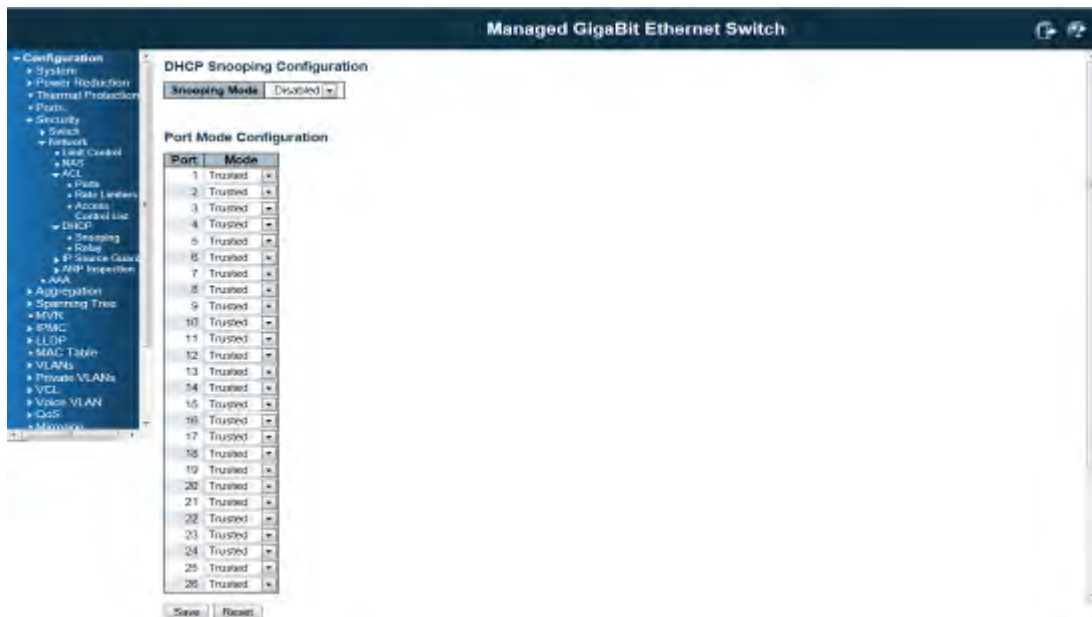 Managed GigaBit Ethernet Switch
Configuration
System
Power Reduction
Thermal Protection
Ports
Security
Switch
Network
Limit Control
NAS
ACL
Ports
Rate Limiters
Access
Control List
DHCP
Snooping
Relay
IP Source Guard
ARP Inspection
AAA
Aggregation
Spanning Tree
MVR
IPMC
LLDP
MAC Table
VLANs
Private VLANs
VCL
Voice VLAN
QoS
Mirroring
DHCP Snooping Configuration
Snooping Mode Disabled
Port Mode Configuration
Port Mode
1 Trusted
2 Trusted
3 Trusted
4 Trusted
5 Trusted
6 Trusted
7 Trusted
8 Trusted
9 Trusted
10 Trusted
11 Trusted
12 Trusted
13 Trusted
14 Trusted
15 Trusted
16 Trusted
17 Trusted
18 Trusted
19 Trusted
20 Trusted
21 Trusted
22 Trusted
23 Trusted
24 Trusted
25 Trusted
26 Trusted
Save Reset